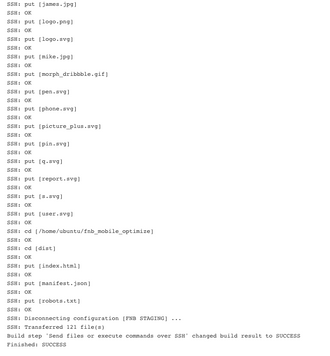 SSH: put [james.jpg]
SSH: OK
SSH: put [logo.png]
SSH: OK
SSH: put [logo.svg]
SSH: OK
SSH: put [mike.jpg]
SSH: OK
SSH: put [morph_dribbble.gif]
SSH: OK
SSH: put [pen.svg]
SSH: OK
SSH: put [phone.svg]
SSH: OK
SSH: put [picture_plus.svg]
SSH: OK
SSH: put [pin.svg]
SSH: OK
SSH: put [q.svg]
SSH: OK
SSH: put [report.svg]
SSH: OK
SSH: put [s.svg]
SSH: OK
SSH: put [user.svg]
SSH: OK
SSH: cd [/home/ubuntu/fnb_mobile_optimize]
SSH: OK
SSH: cd [dist]
SSH: OK
SSH: put [index.html]
SSH: OK
SSH: put [manifest.json]
SSH: OK
SSH: put [robots.txt]
SSH: OK
SSH: Disconnecting configuration [FNB STAGING] ...
SSH: Transferred 121 file(s)
Build step 'Send files or execute commands over SSH' changed build result to SUCCESS
Finished: SUCCESS